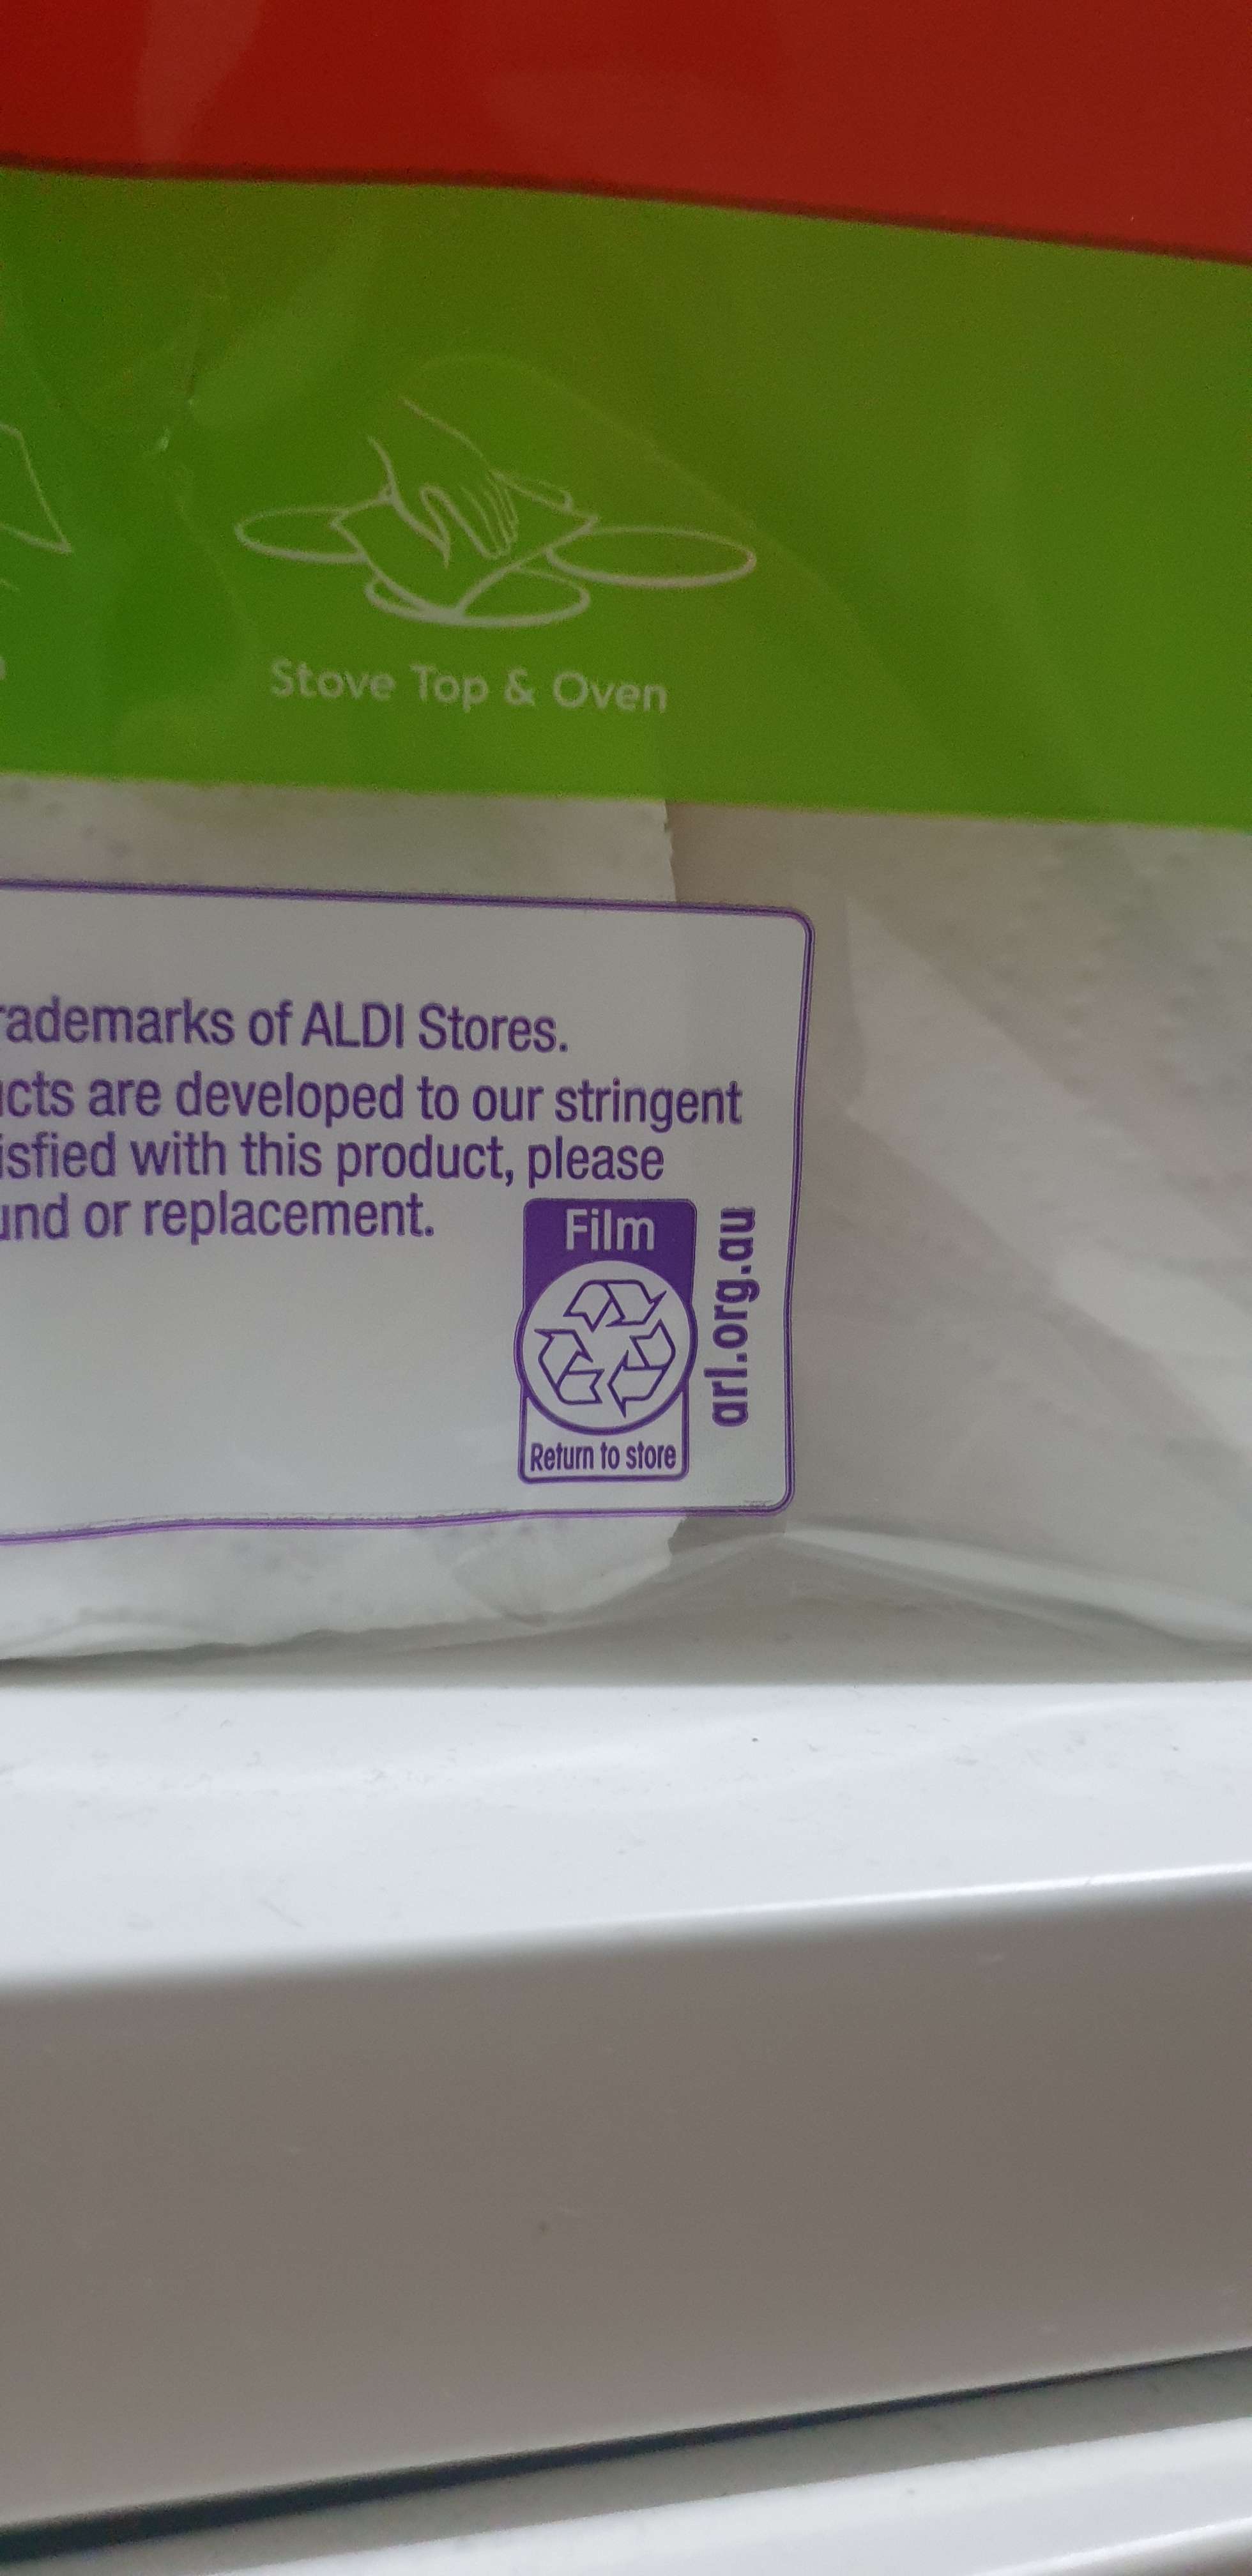 Stove Top & Oven
rademarks of ALDI Stores.
cts are developed to our stringent
isfied with this product, please
und or replacement.
Film
arl.org.au
Return to store